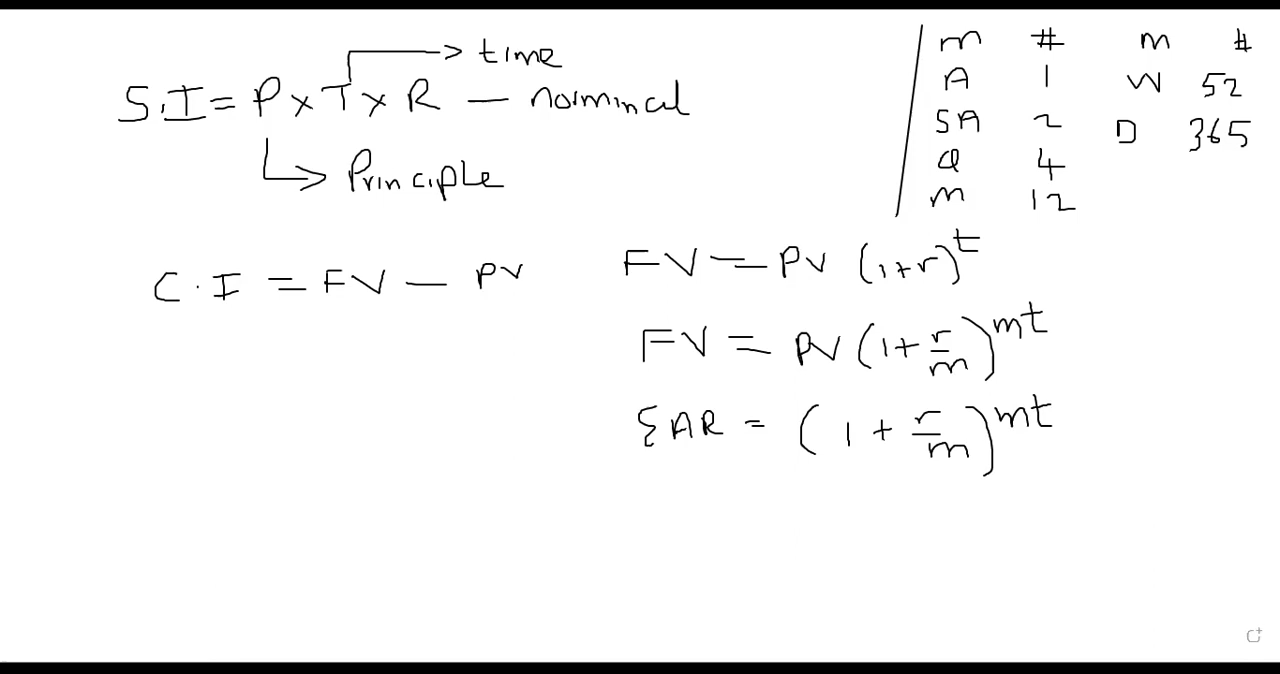 S.I = P x T x R — norminal
time
Principle
m # m #
A 1 W 52
SA 2 D 365
Q 4
m 12
C.I = FV — PV
FV = PV (1+r)^t
FV = PV (1 + r/m)^mt
EAR = (1 + r/m)^mt